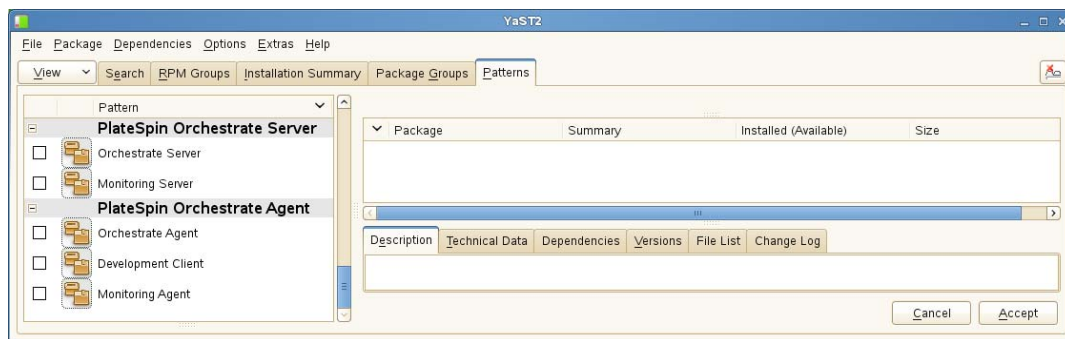 YaST2
File Package Dependencies Options Extras Help
View Search RPM Groups Installation Summary Package Groups Patterns
Pattern
PlateSpin Orchestrate Server
Orchestrate Server
Monitoring Server
PlateSpin Orchestrate Agent
Orchestrate Agent
Development Client
Monitoring Agent
Package Summary Installed (Available) Size
Description Technical Data Dependencies Versions File List Change Log
Cancel Accept